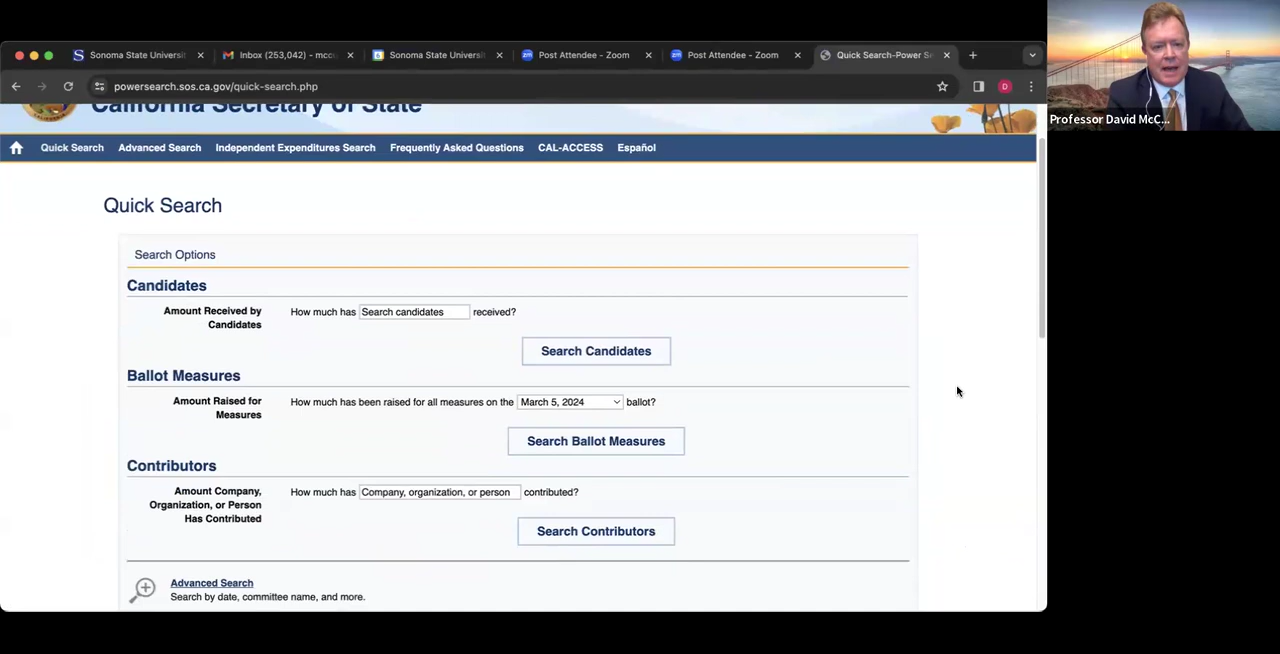 Sonoma State Universit
Inbox (253,042) - mccu
Sonoma State Universit
zm Post Attendee - Zoom
zm Post Attendee - Zoom
Quick Search-Power Se
powersearch.sos.ca.gov/quick-search.php
D
Professor David McC...
California Secretary of State
Quick Search
Advanced Search
Independent Expenditures Search
Frequently Asked Questions
CAL-ACCESS
Español
Quick Search
Search Options
Candidates
Amount Received by
Candidates
How much has Search candidates received?
Search Candidates
Ballot Measures
Amount Raised for
Measures
How much has been raised for all measures on the March 5, 2024 ballot?
Search Ballot Measures
Contributors
Amount Company,
Organization, or Person
Has Contributed
How much has Company, organization, or person contributed?
Search Contributors
Advanced Search
Search by date, committee name, and more.